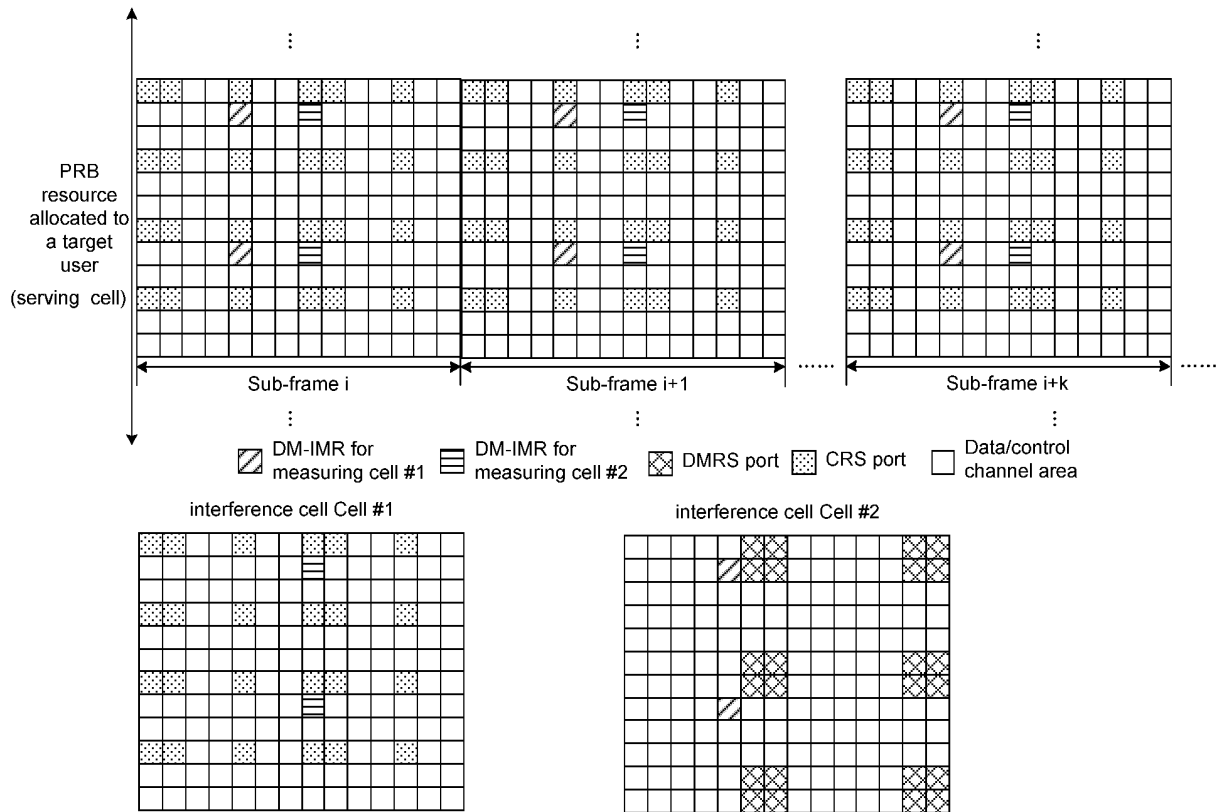 PRB
resource
allocated to
a target
user
(serving cell)
Sub-frame i
Sub-frame i+1
......
Sub-frame i+k
......
DM-IMR for
measuring cell #1
DM-IMR for
measuring cell #2
DMRS port
CRS port
Data/control
channel area
interference cell Cell #1
interference cell Cell #2